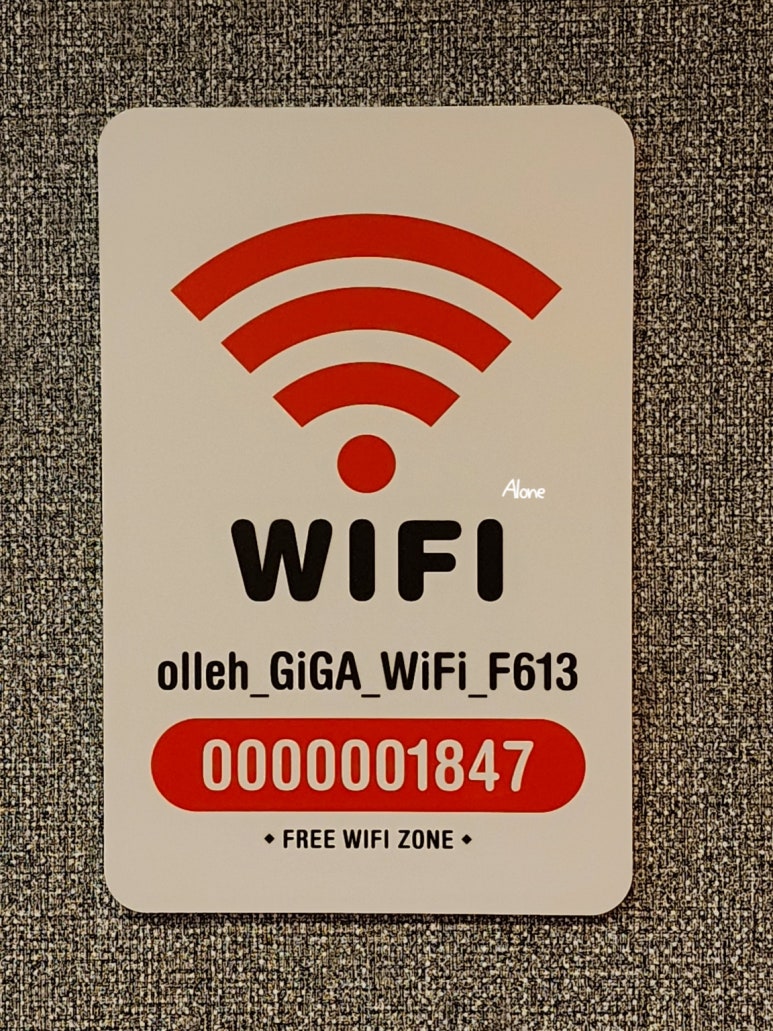 Alone
WIFI
olleh_GiGA_WiFi_F613
0000001847
◆ FREE WIFI ZONE ◆